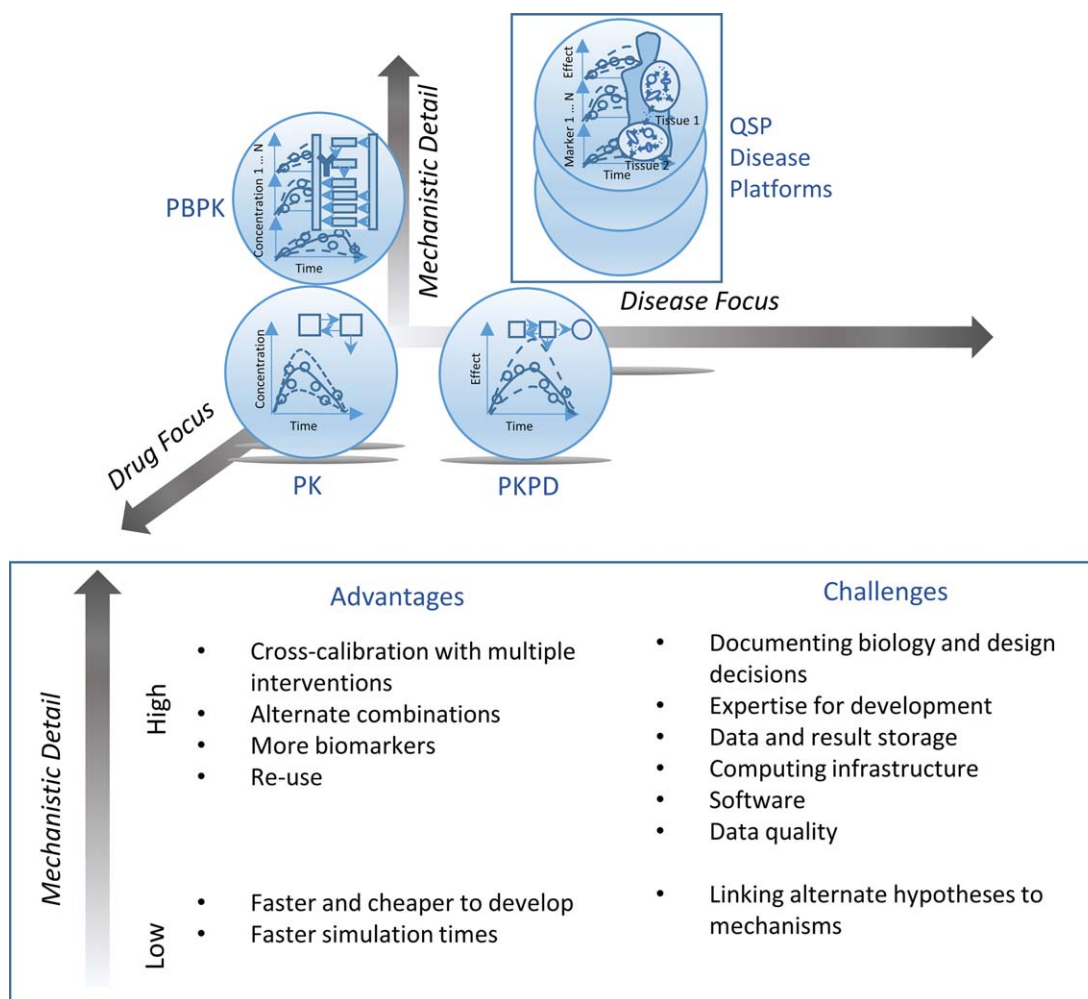 Mechanistic Detail
Effect
Marker 1 ... N
Tissue 1
Tissue 2
Time
QSP
Disease
Platforms
PBPK
Concentration 1 ... N
Time
Disease Focus
Concentration
Time
Effect
Time
Drug Focus
PK
PKPD
Mechanistic Detail
High
Low
Advantages
• Cross-calibration with multiple
interventions
• Alternate combinations
• More biomarkers
• Re-use
• Faster and cheaper to develop
• Faster simulation times
Challenges
• Documenting biology and design
decisions
• Expertise for development
• Data and result storage
• Computing infrastructure
• Software
• Data quality
• Linking alternate hypotheses to
mechanisms